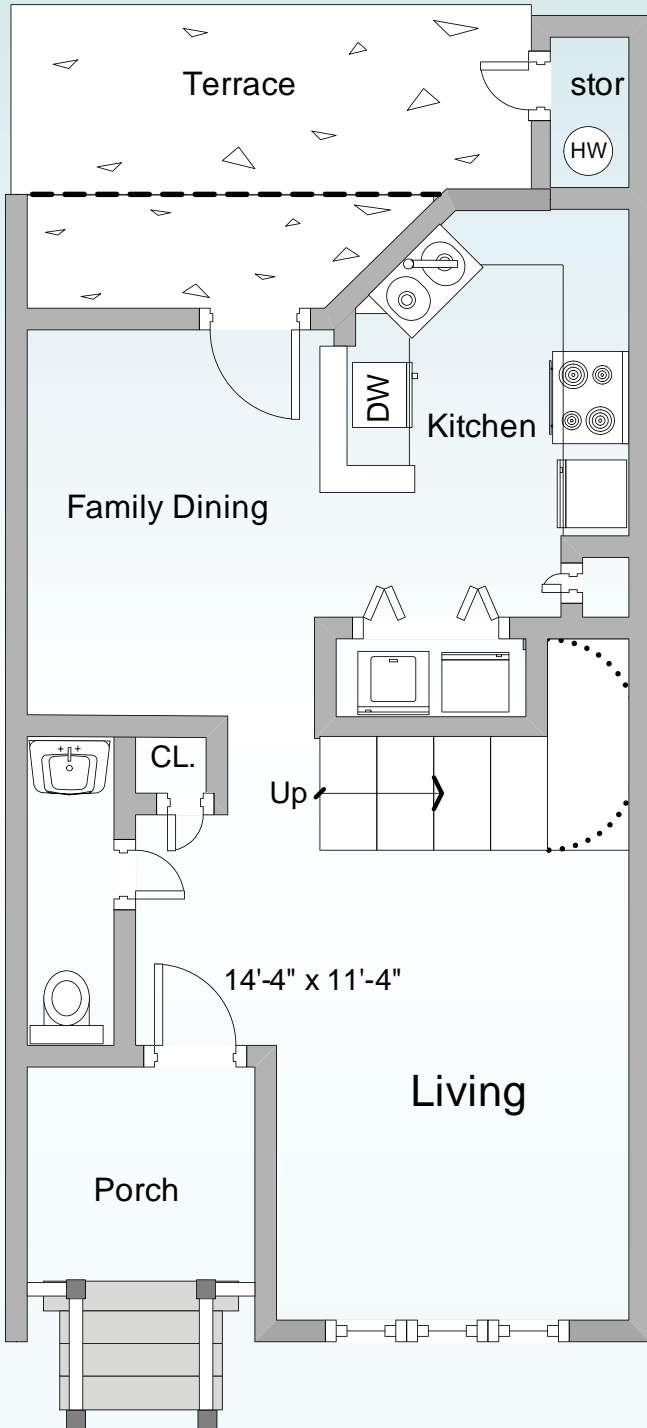 Terrace
stor
HW
DW
Kitchen
Family Dining
CL.
Up
14'-4" x 11'-4"
Living
Porch